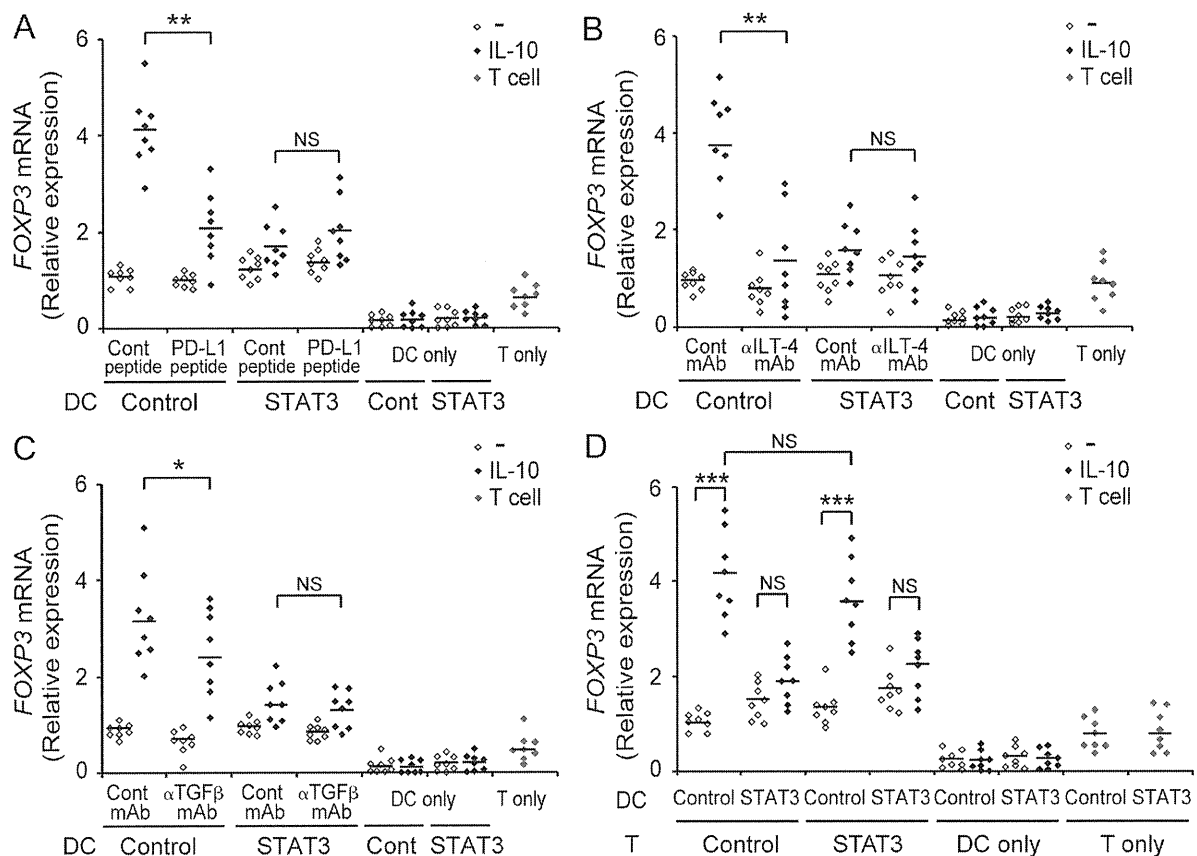 A
FOXP3 mRNA
(Relative expression)
6
4
2
0
**
NS
–
IL-10
T cell
Cont peptide
PD-L1 peptide
Cont peptide
PD-L1 peptide
DC only
T only
DC Control STAT3 Cont STAT3
B
FOXP3 mRNA
(Relative expression)
6
4
2
0
**
NS
–
IL-10
T cell
Cont mAb
αILT-4 mAb
Cont mAb
αILT-4 mAb
DC only
T only
DC Control STAT3 Cont STAT3
C
FOXP3 mRNA
(Relative expression)
6
4
2
0
*
NS
–
IL-10
T cell
Cont mAb
αTGFβ mAb
Cont mAb
αTGFβ mAb
DC only
T only
DC Control STAT3 Cont STAT3
D
FOXP3 mRNA
(Relative expression)
6
4
2
0
NS
***
NS
***
NS
–
IL-10
T cell
DC Control STAT3 Control STAT3 Control STAT3 Control STAT3
T Control STAT3 DC only T only